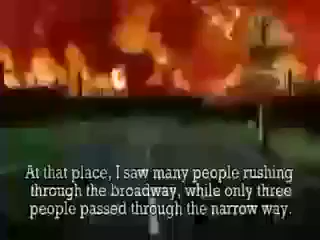 At that place, I saw many people rushing
through the broadway, while only three
people passed through the narrow way.